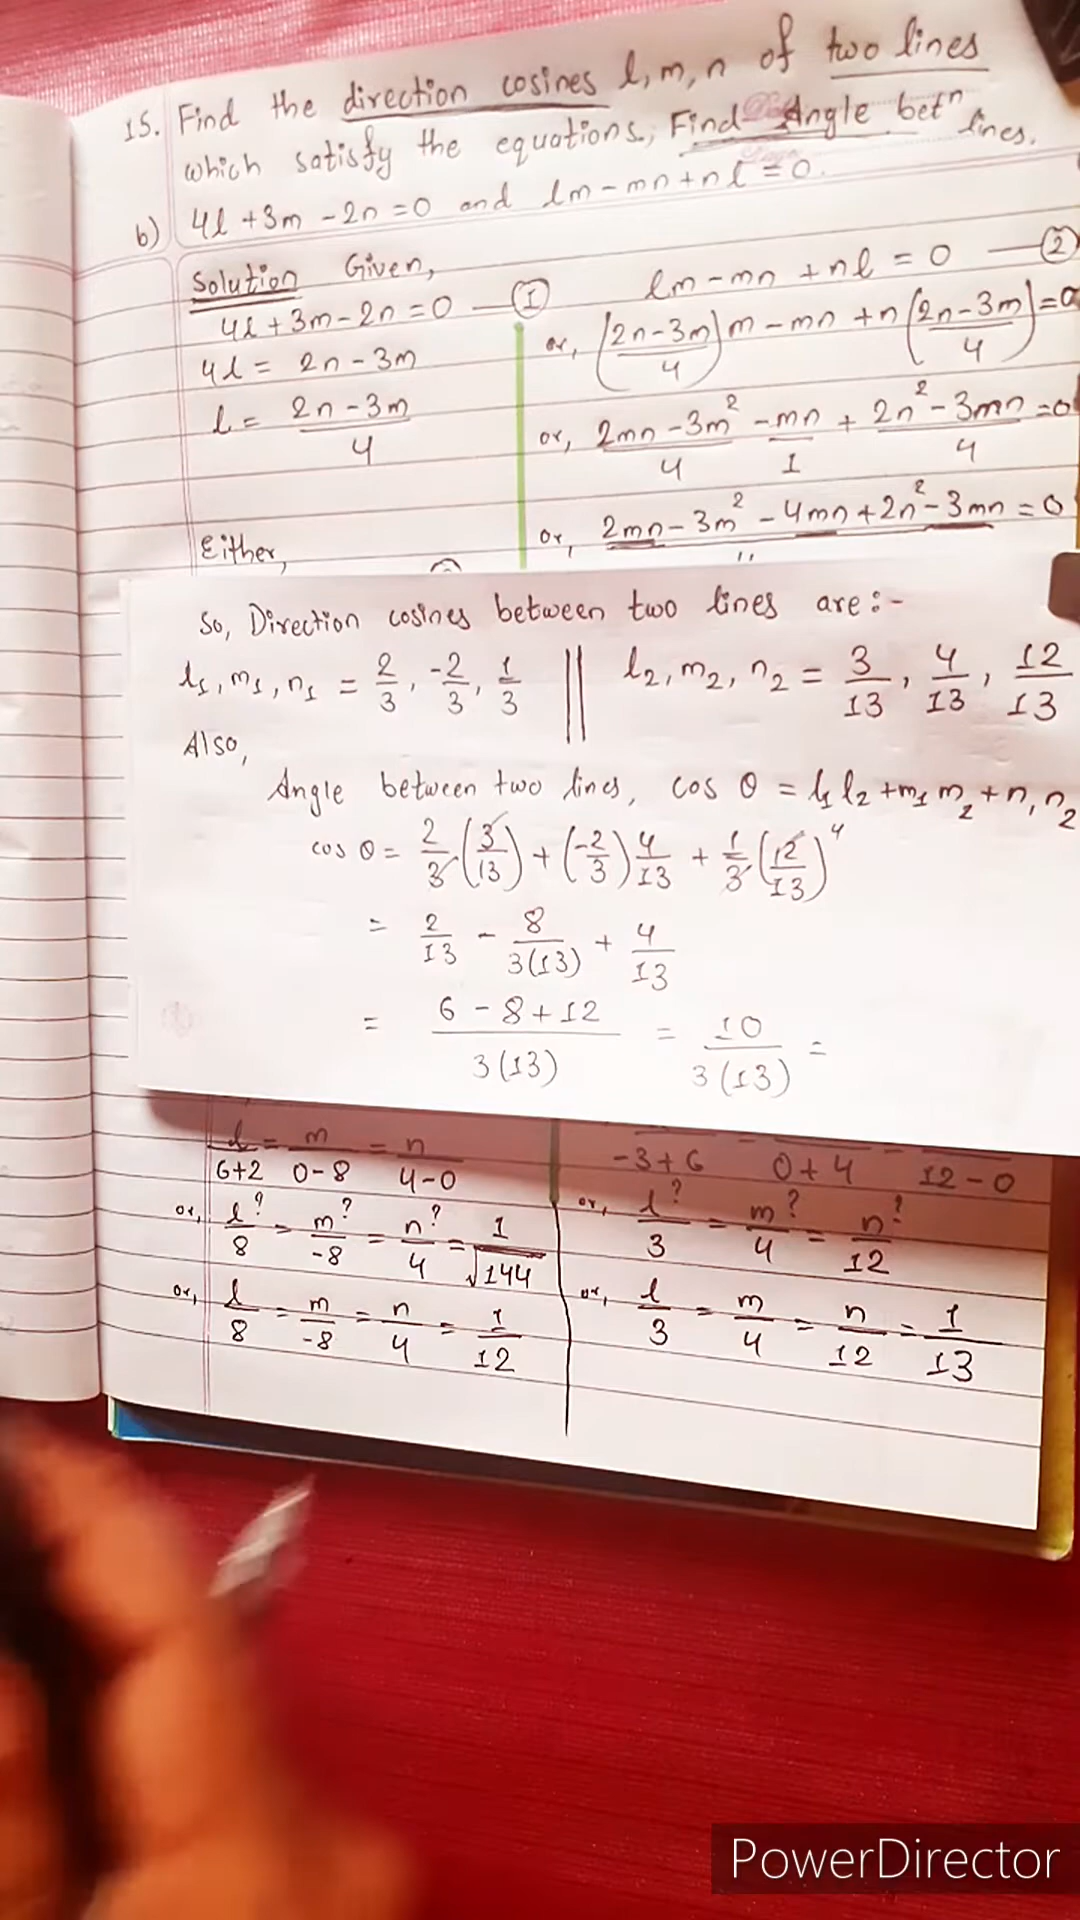 15. Find the direction cosines l, m, n of two lines
which satisfy the equations, Find Angle betⁿ lines.
b) 4l + 3m - 2n = 0 and lm - mn + nl = 0.
Solution Given,
4l + 3m - 2n = 0 — (1)
4l = 2n - 3m
l = (2n - 3m)/4
Either,
lm - mn + nl = 0 — (2)
or, ((2n - 3m)/4) m - mn + n ((2n - 3m)/4) = 0
or, (2mn - 3m²)/4 - mn/1 + (2n² - 3mn)/4 = 0
or, 2mn - 3m² - 4mn + 2n² - 3mn = 0
So, Direction cosines between two lines are :-
l₁, m₁, n₁ = 2/3, -2/3, 1/3 || l₂, m₂, n₂ = 3/13, 4/13, 12/13
Also,
Angle between two lines, cos θ = l₁ l₂ + m₁ m₂ + n₁ n₂
cos θ = 2/3 (3/13) + (-2/3) 4/13 + 1/3 (12/13) 4
= 2/13 - 8/3(13) + 4/13
= (6 - 8 + 12)/3(13) = 10/3(13) =
l/(6+2) = m/(0-8) = n/(4-0)
or, l?/8 = m?/-8 = n?/4 = 1/√144
or, l/8 = m/-8 = n/4 = 1/12
-3+6 0+4 12-0
or, l?/3 = m?/4 = n?/12
or, l/3 = m/4 = n/12 = 1/13
PowerDirector